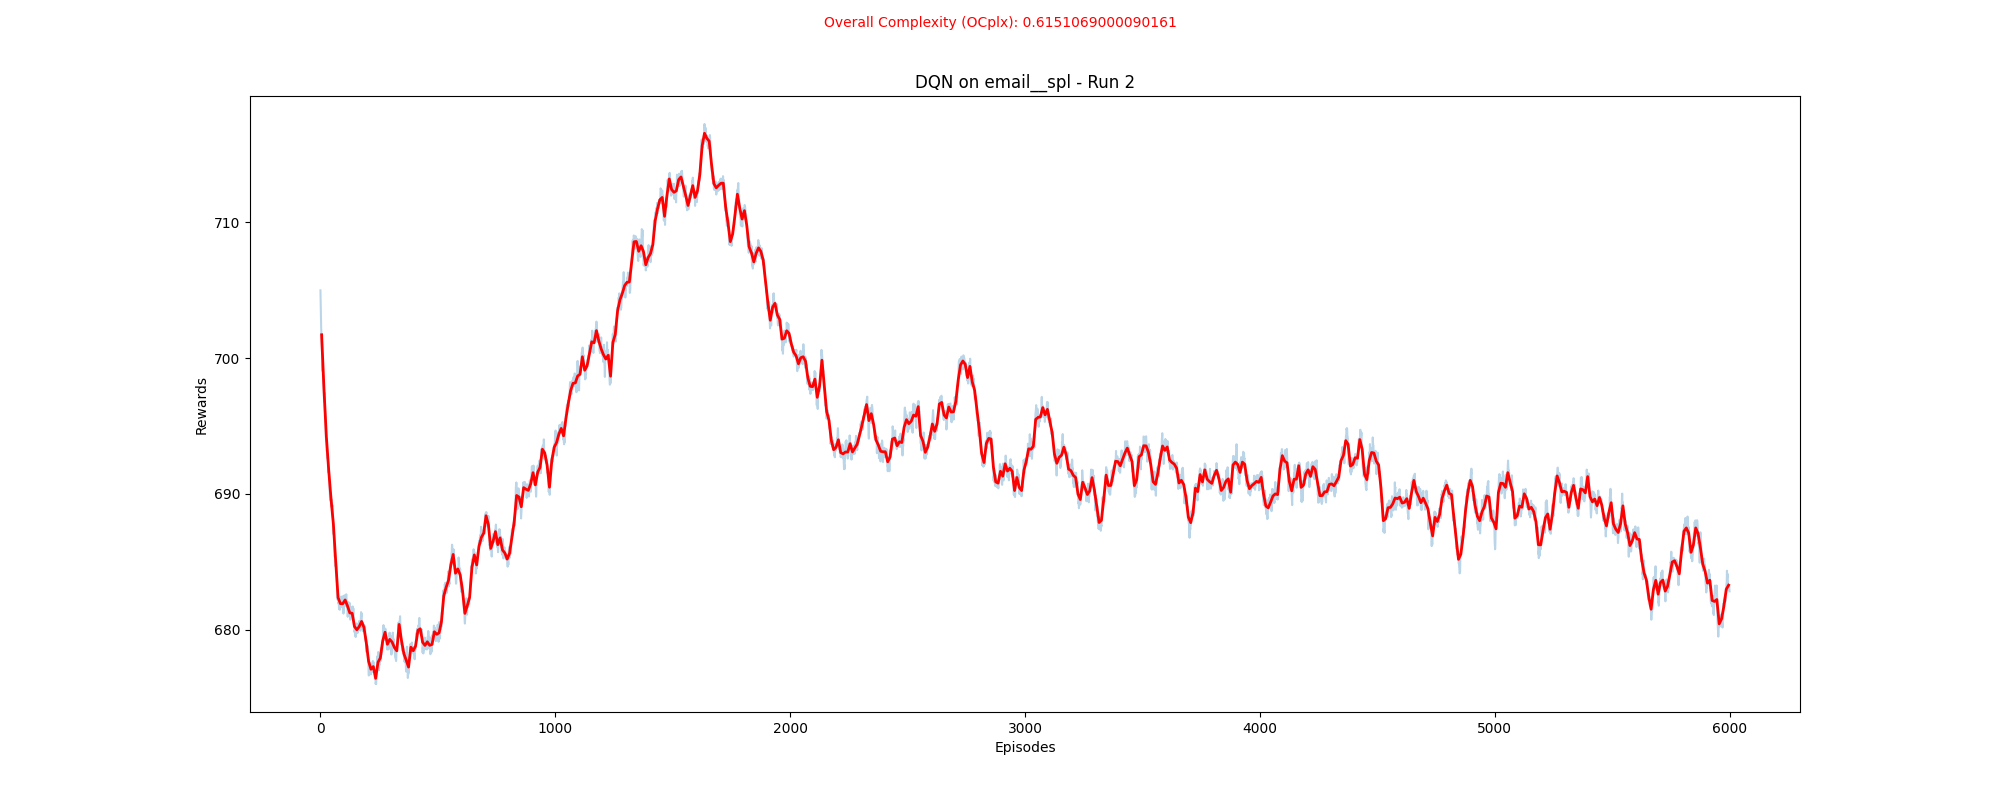 Overall Complexity (OCplx): 0.6151069000090161
DQN on email__spl - Run 2
Rewards
710
700
690
680
0 1000 2000 3000 4000 5000 6000
Episodes